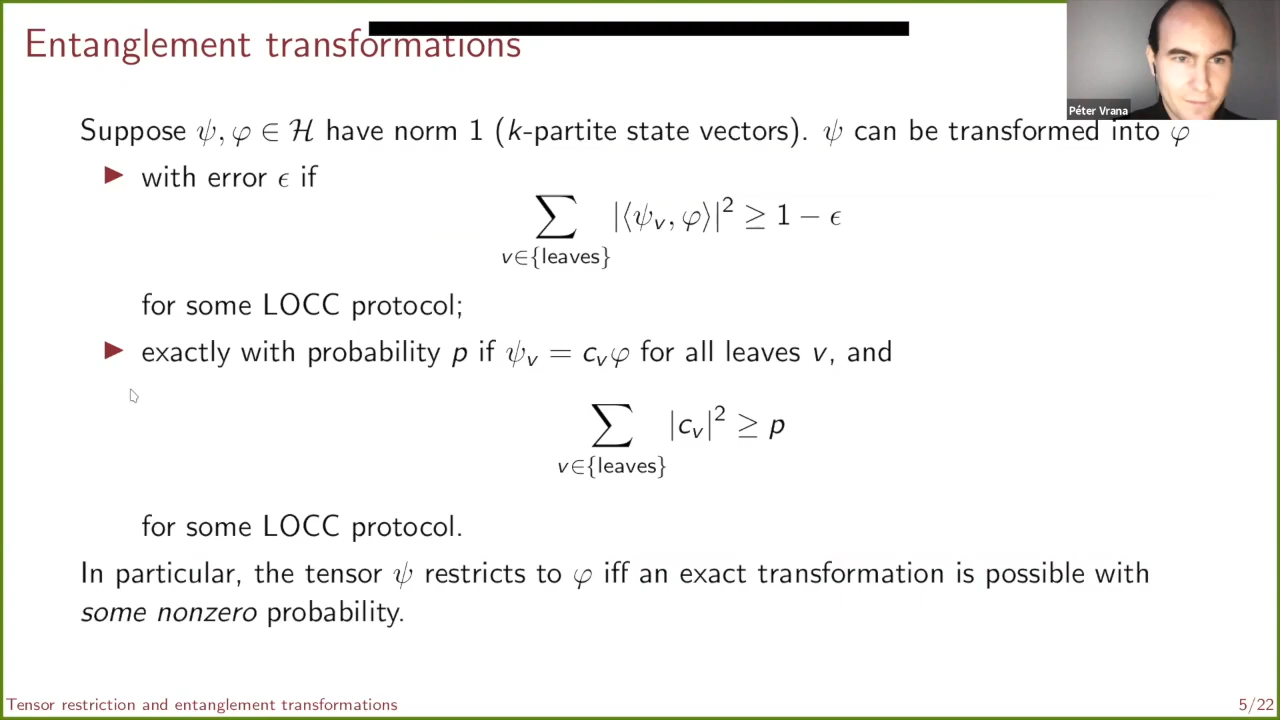 Entanglement transformations
Péter Vrana
Suppose ψ, φ ∈ ℋ have norm 1 (k-partite state vectors). ψ can be transformed into φ
▶ with error ϵ if
∑ |⟨ψ_v, φ⟩|² ≥ 1 − ϵ
v∈{leaves}
for some LOCC protocol;
▶ exactly with probability p if ψ_v = c_vφ for all leaves v, and
∑ |c_v|² ≥ p
v∈{leaves}
for some LOCC protocol.
In particular, the tensor ψ restricts to φ iff an exact transformation is possible with
some nonzero probability.
Tensor restriction and entanglement transformations
5/22